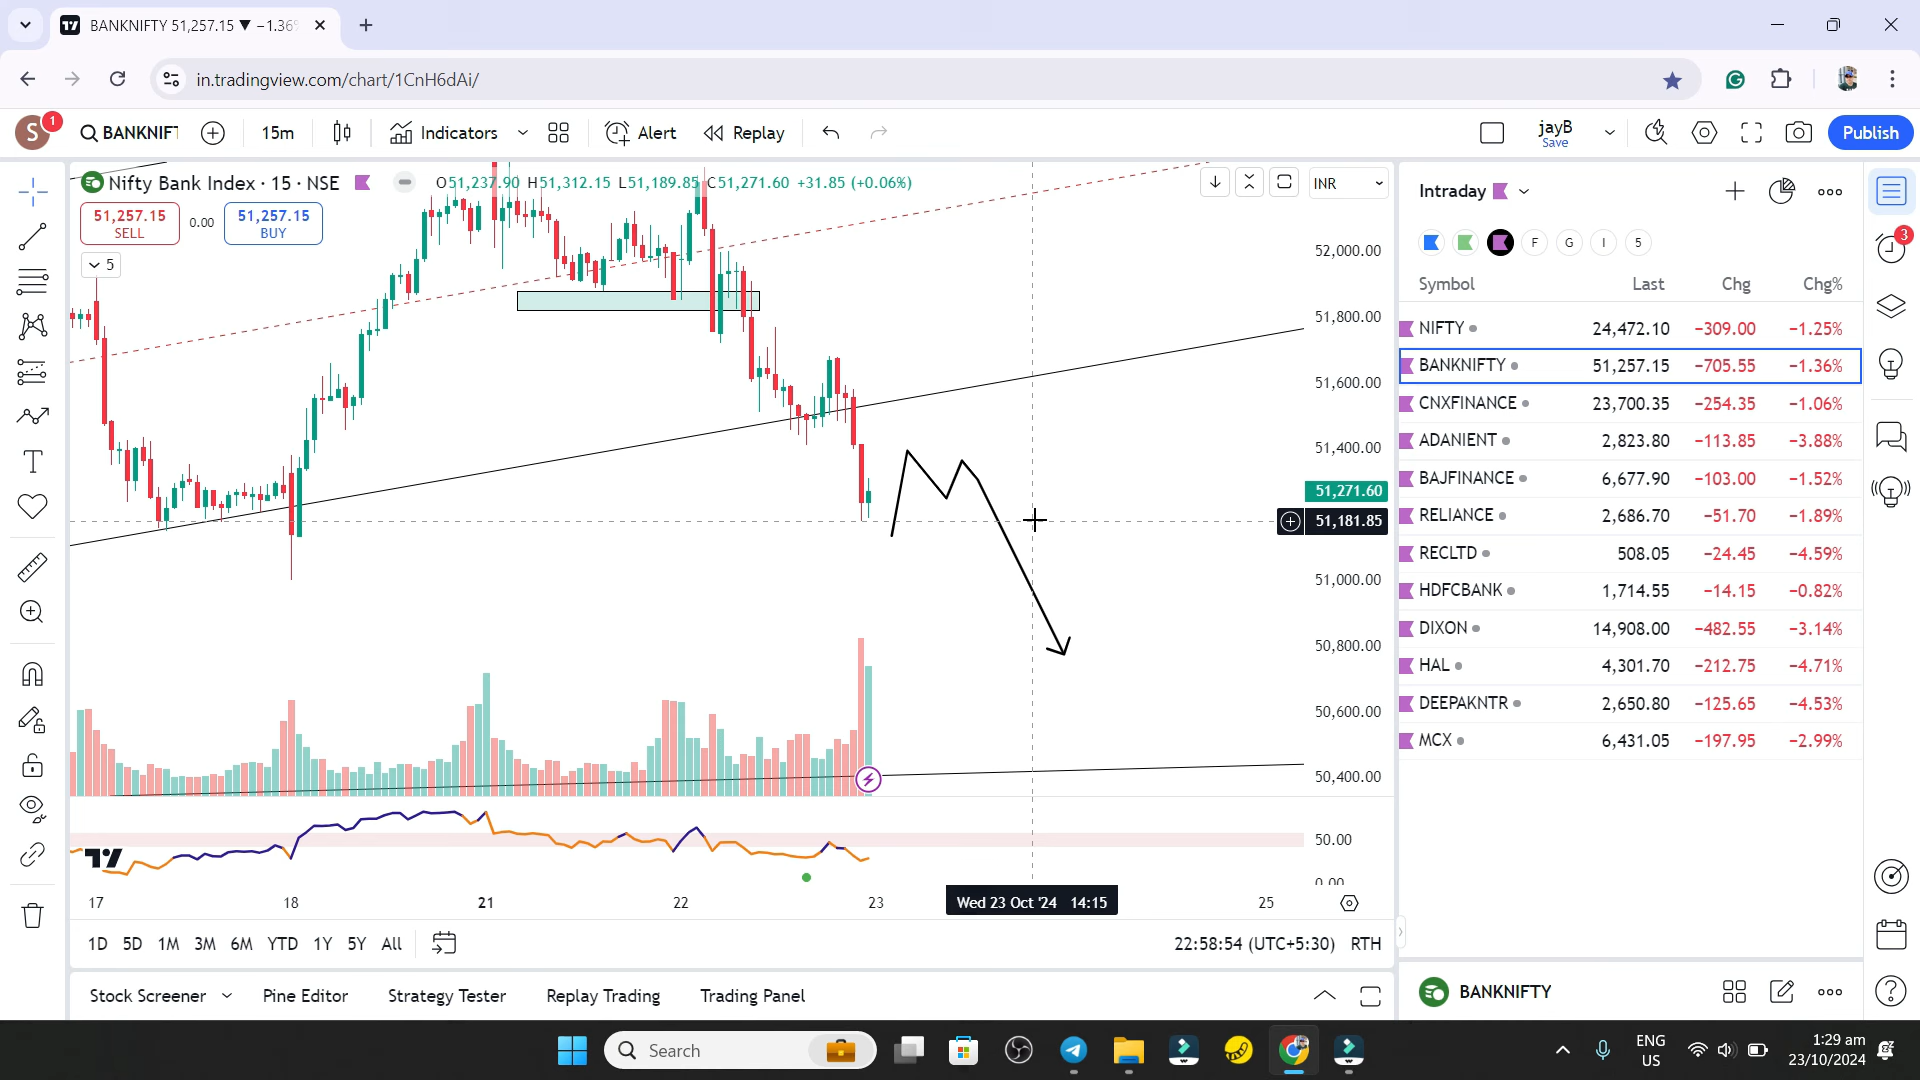 BANKNIFTY 51,257.15 ▼ −1.36%
in.tradingview.com/chart/1CnH6dAi/
S 1 BANKNIFT 15m Indicators Alert Replay jayB Save Publish
Nifty Bank Index · 15 · NSE O51,237.90 H51,312.15 L51,189.85 C51,271.60 +31.85 (+0.06%) INR
51,257.15 SELL 0.00 51,257.15 BUY
5
52,000.00
51,800.00
51,600.00
51,400.00
51,271.60
51,181.85
51,000.00
50,800.00
50,600.00
50,400.00
50.00
0.00
17 18 21 22 23 Wed 23 Oct '24 14:15 25
1D 5D 1M 3M 6M YTD 1Y 5Y All 22:58:54 (UTC+5:30) RTH
Stock Screener Pine Editor Strategy Tester Replay Trading Trading Panel
Intraday
F G I 5
Symbol Last Chg Chg%
NIFTY 24,472.10 −309.00 −1.25%
BANKNIFTY 51,257.15 −705.55 −1.36%
CNXFINANCE 23,700.35 −254.35 −1.06%
ADANIENT 2,823.80 −113.85 −3.88%
BAJFINANCE 6,677.90 −103.00 −1.52%
RELIANCE 2,686.70 −51.70 −1.89%
RECLTD 508.05 −24.45 −4.59%
HDFCBANK 1,714.55 −14.15 −0.82%
DIXON 14,908.00 −482.55 −3.14%
HAL 4,301.70 −212.75 −4.71%
DEEPAKNTR 2,650.80 −125.65 −4.53%
MCX 6,431.05 −197.95 −2.99%
BANKNIFTY
3
Search
ENG
US
1:29 am
23/10/2024